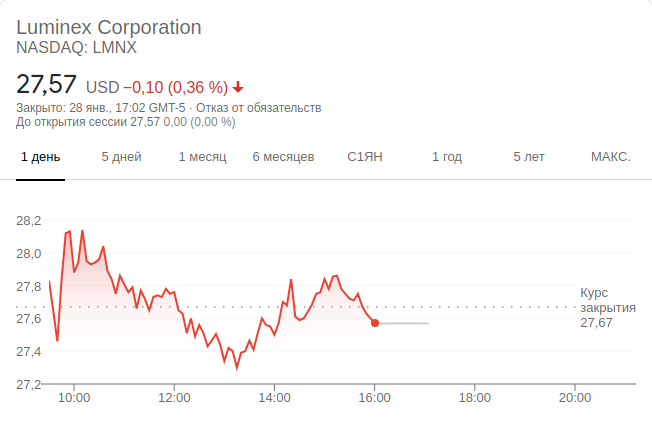 Luminex Corporation
NASDAQ: LMNX
27,57 USD −0,10 (0,36 %)
Закрыто: 28 янв., 17:02 GMT-5 · Отказ от обязательств
До открытия сессии 27,57 0,00 (0,00 %)
1 день 5 дней 1 месяц 6 месяцев С1ЯН 1 год 5 лет МАКС.
28,2
28,0
27,8
27,6
27,4
27,2
Курс
закрытия
27,67
10:00 12:00 14:00 16:00 18:00 20:00